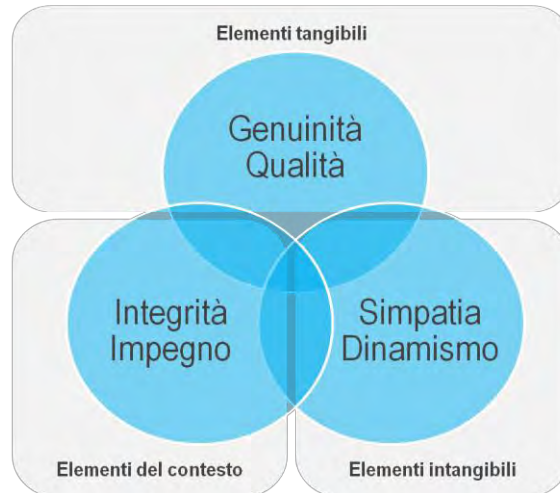 Elementi tangibili
Genuinità
Qualità
Integrità
Impegno
Simpatia
Dinamismo
Elementi del contesto
Elementi intangibili